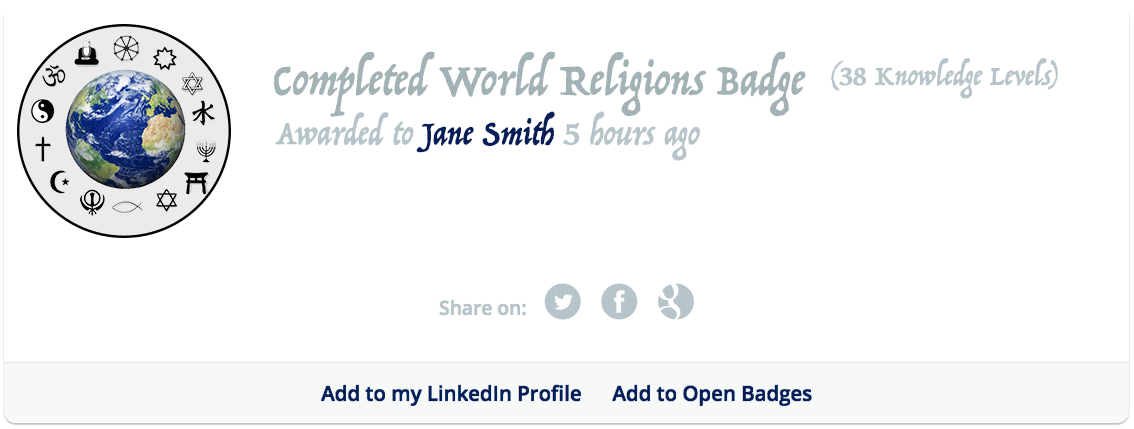 Completed World Religions Badge (38 Knowledge Levels)
Awarded to Jane Smith 5 hours ago
Share on:
Add to my LinkedIn Profile Add to Open Badges